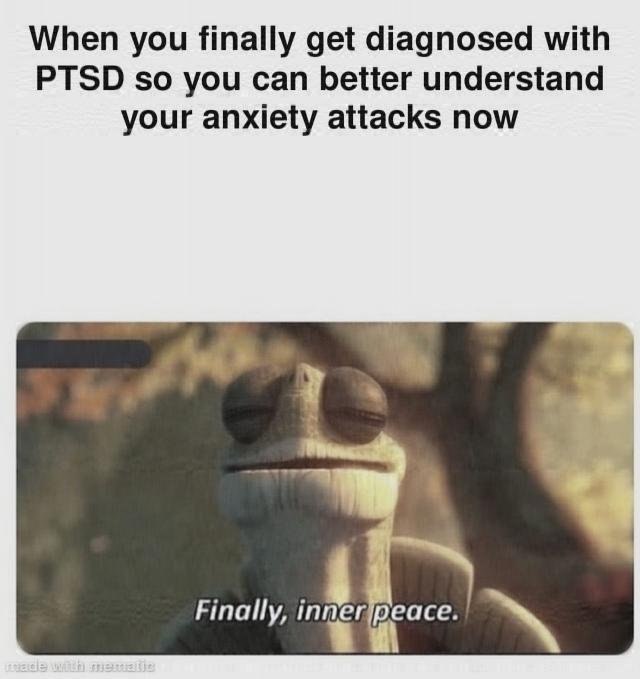 When you finally get diagnosed with
PTSD so you can better understand
your anxiety attacks now
Finally, inner peace.
made with mematic